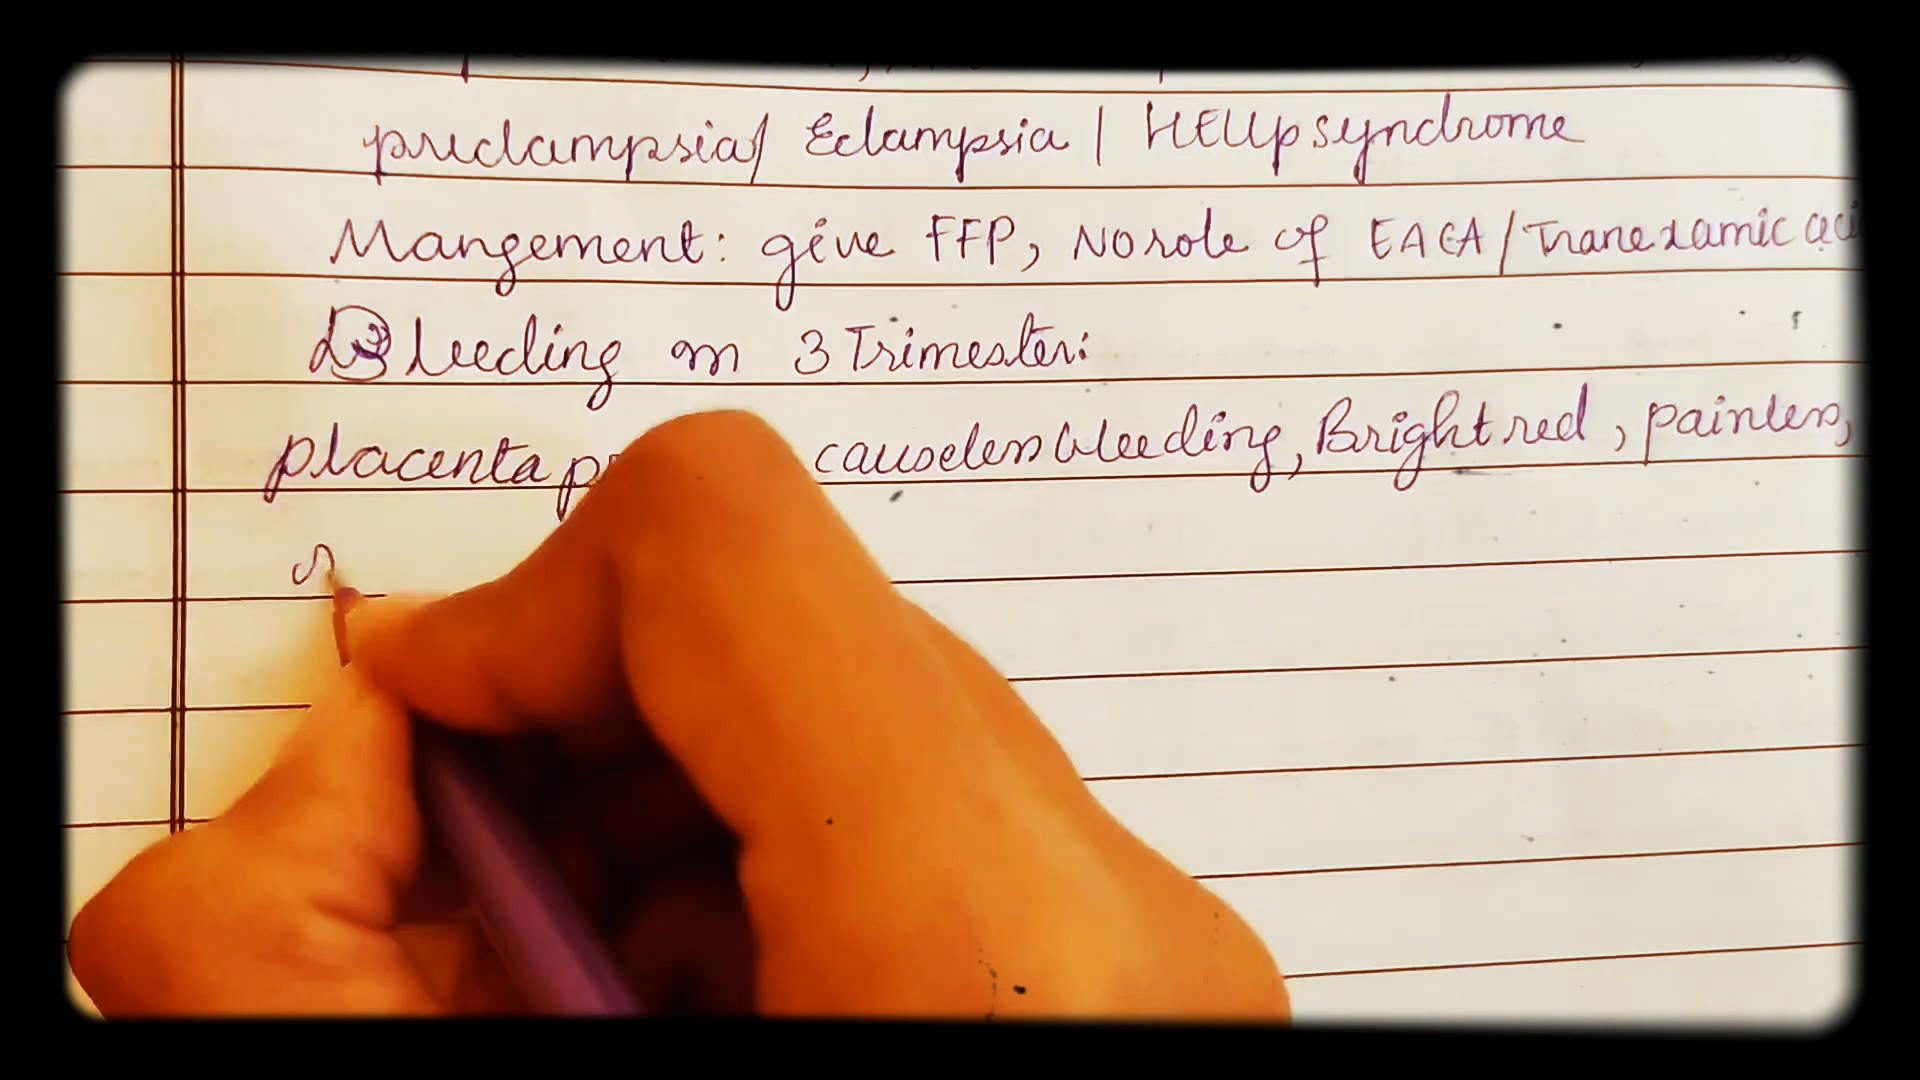 preclampsia/ Eclampsia | HELLp syndrome
Mangement: give FFP, NO role of EACA/Tranexamic aci
Bleeding in 3 Trimester:
placenta causeless bleeding, Bright red, painless,